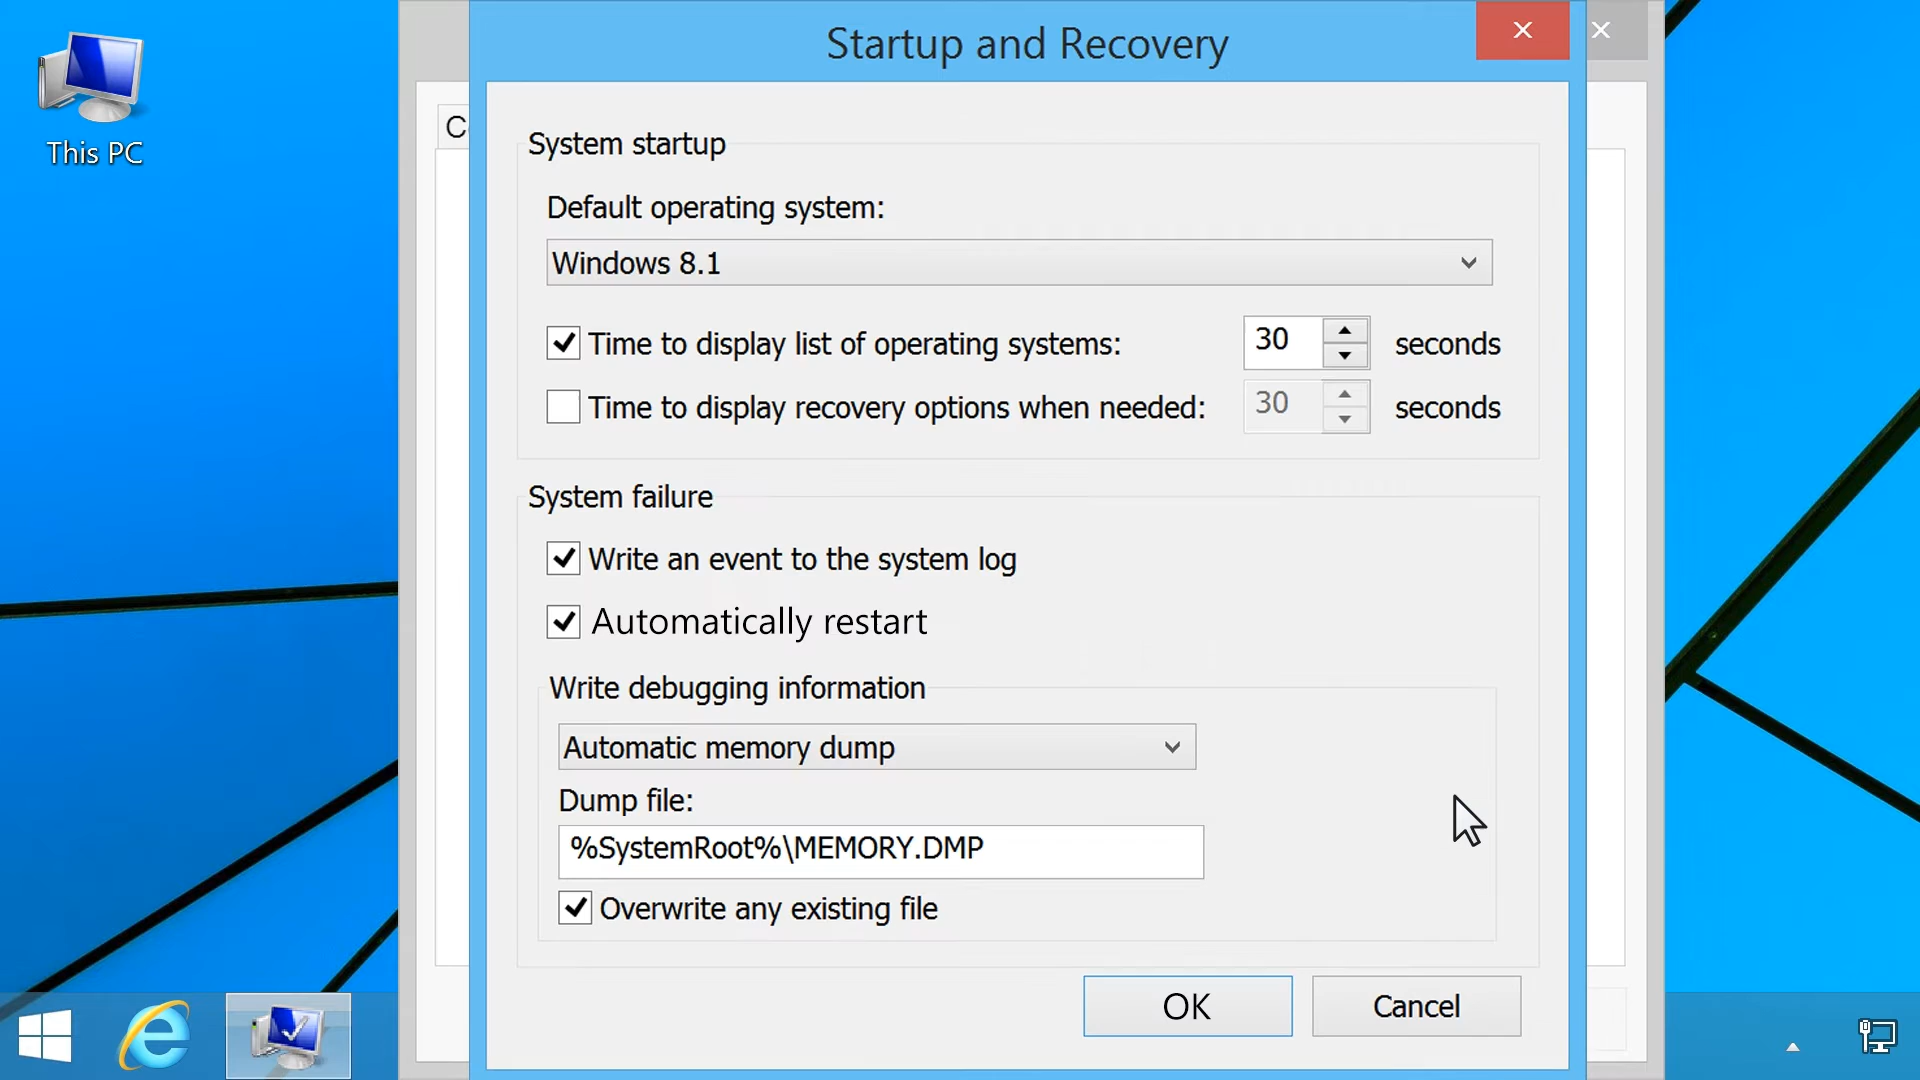 This PC
Startup and Recovery
System startup
Default operating system:
Windows 8.1
Time to display list of operating systems: 30 seconds
Time to display recovery options when needed: 30 seconds
System failure
Write an event to the system log
Automatically restart
Write debugging information
Automatic memory dump
Dump file:
%SystemRoot%\MEMORY.DMP
Overwrite any existing file
OK Cancel